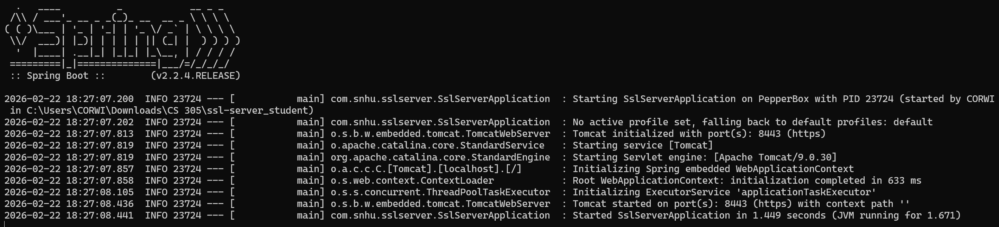 .   ____          _            __ _ _
 /\\ / ___'_ __ _ _(_)_ __  __ _ \ \ \ \
( ( )\___ | '_ | '_| | '_ \/ _` | \ \ \ \
 \\/  ___)| |_)| | | | | || (_| |  ) ) ) )
  '  |____| .__|_| |_|_| |_\__, | / / / /
 =========|_|==============|___/=/_/_/_/
 :: Spring Boot ::        (v2.2.4.RELEASE)

2026-02-22 18:27:07.200  INFO 23724 --- [           main] com.snhu.sslserver.SslServerApplication  : Starting SslServerApplication on PepperBox with PID 23724 (started by CORWI
 in C:\Users\CORWI\Downloads\CS 305\ssl-server_student)
2026-02-22 18:27:07.202  INFO 23724 --- [           main] com.snhu.sslserver.SslServerApplication  : No active profile set, falling back to default profiles: default
2026-02-22 18:27:07.813  INFO 23724 --- [           main] o.s.b.w.embedded.tomcat.TomcatWebServer  : Tomcat initialized with port(s): 8443 (https)
2026-02-22 18:27:07.819  INFO 23724 --- [           main] o.apache.catalina.core.StandardService   : Starting service [Tomcat]
2026-02-22 18:27:07.819  INFO 23724 --- [           main] org.apache.catalina.core.StandardEngine  : Starting Servlet engine: [Apache Tomcat/9.0.30]
2026-02-22 18:27:07.857  INFO 23724 --- [           main] o.a.c.c.C.[Tomcat].[localhost].[/]       : Initializing Spring embedded WebApplicationContext
2026-02-22 18:27:07.858  INFO 23724 --- [           main] o.s.web.context.ContextLoader            : Root WebApplicationContext: initialization completed in 633 ms
2026-02-22 18:27:08.105  INFO 23724 --- [           main] o.s.s.concurrent.ThreadPoolTaskExecutor  : Initializing ExecutorService 'applicationTaskExecutor'
2026-02-22 18:27:08.436  INFO 23724 --- [           main] o.s.b.w.embedded.tomcat.TomcatWebServer  : Tomcat started on port(s): 8443 (https) with context path ''
2026-02-22 18:27:08.441  INFO 23724 --- [           main] com.snhu.sslserver.SslServerApplication  : Started SslServerApplication in 1.449 seconds (JVM running for 1.671)